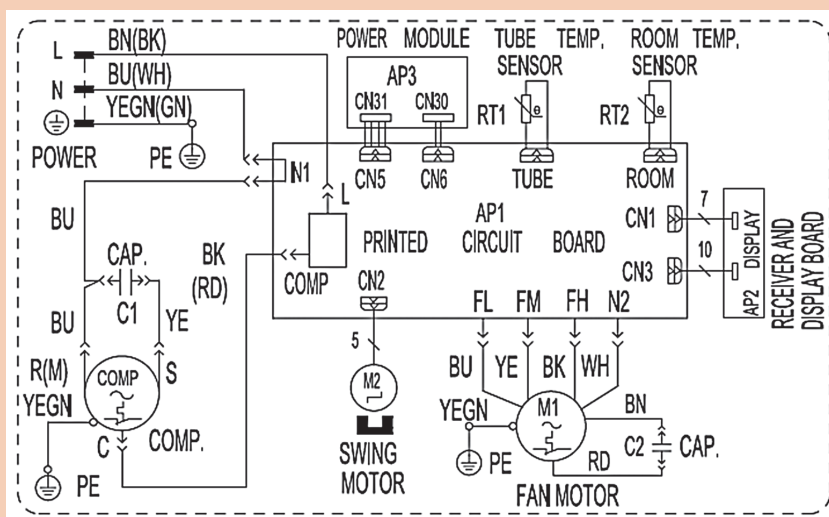 POWER MODULE
TUBE TEMP. SENSOR
ROOM TEMP. SENSOR
L
BN(BK)
N
BU(WH)
YEGN(GN)
POWER
PE
AP3
CN31
CN30
RT1
θ
RT2
θ
N1
L
CN5
CN6
TUBE
ROOM
AP1
PRINTED CIRCUIT BOARD
COMP
CN2
CN1
CN3
7
10
DISPLAY
AP2
RECEIVER AND
DISPLAY BOARD
BU
CAP.
C1
BK
(RD)
BU
YE
R(M)
S
COMP
YEGN
C
COMP.
PE
5
M2
SWING
MOTOR
FL
FM
FH
N2
BU
YE
BK
WH
YEGN
M1
BN
PE
RD
C2
CAP.
FAN MOTOR